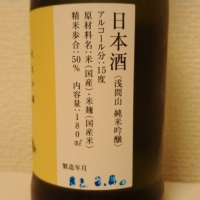 日本酒（浅間山 純米吟醸）
アルコール分：15度
原材料名：米（国産）・米麹（国産米）
精米歩合：50％ 内容量：180㎖
製造年月